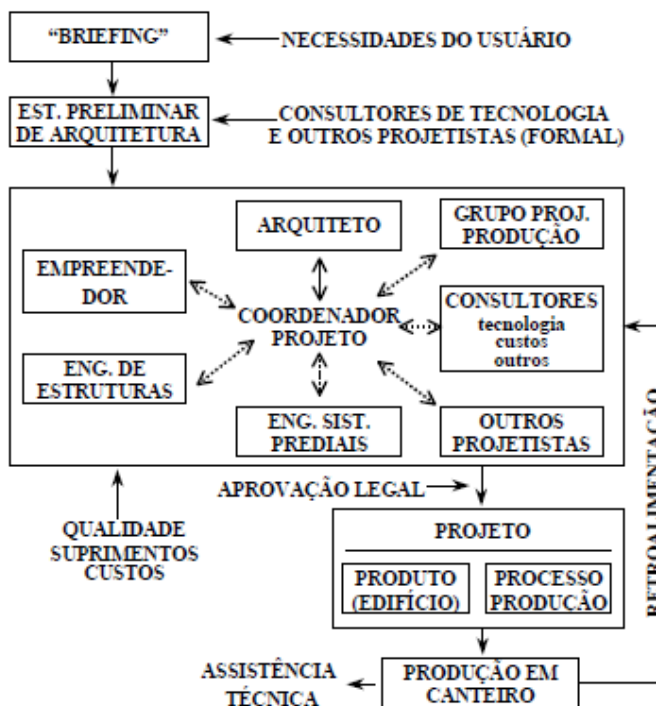 “BRIEFING”
NECESSIDADES DO USUÁRIO
EST. PRELIMINAR
DE ARQUITETURA
CONSULTORES DE TECNOLOGIA
E OUTROS PROJETISTAS (FORMAL)
ARQUITETO
GRUPO PROJ.
PRODUÇÃO
EMPREENDE-
DOR
COORDENADOR
PROJETO
CONSULTORES
tecnologia
custos
outros
ENG. DE
ESTRUTURAS
ENG. SIST.
PREDIAIS
OUTROS
PROJETISTAS
RETROALIMENTAÇÃO
APROVAÇÃO LEGAL
QUALIDADE
SUPRIMENTOS
CUSTOS
PROJETO
PRODUTO
(EDIFÍCIO)
PROCESSO
PRODUÇÃO
ASSISTÊNCIA
TÉCNICA
PRODUÇÃO EM
CANTEIRO